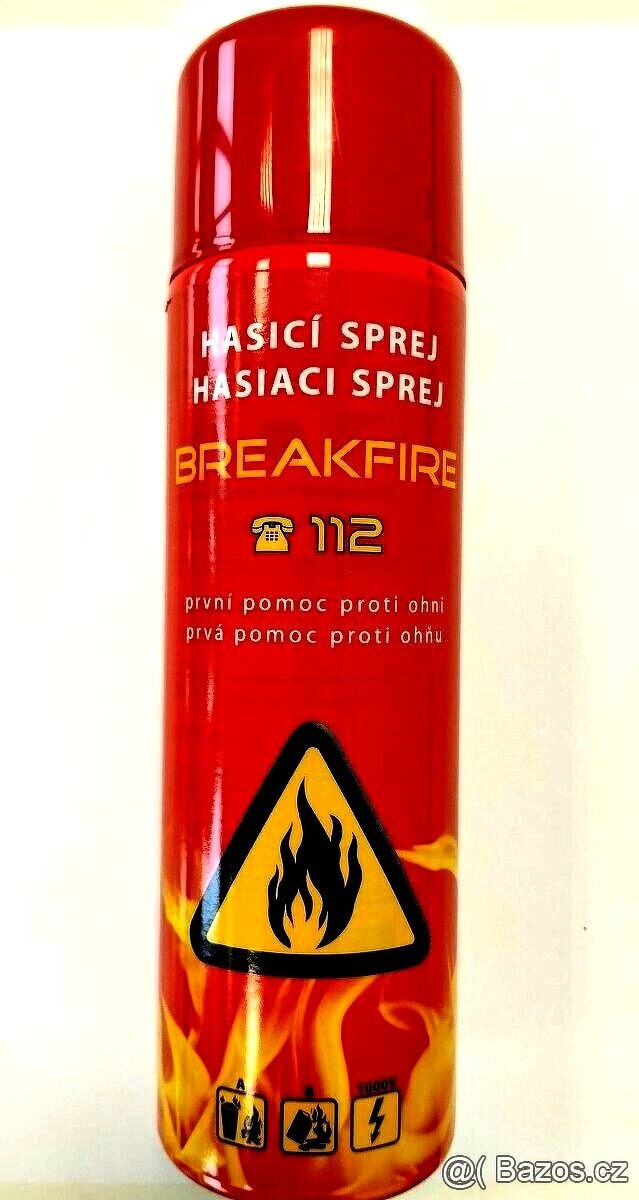 HASICÍ SPREJ
HASIACI SPREJ
BREAKFIRE
112
první pomoc proti ohni
prvá pomoc proti ohňu
A B 1000V
@( Bazos.cz